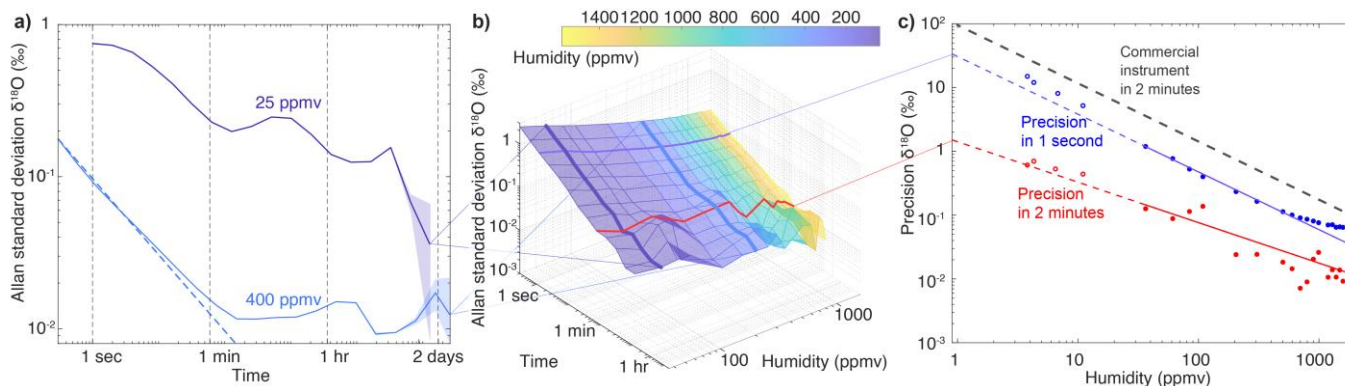 a)
Allan standard deviation δ¹⁸O (‰)
1
10⁻¹
10⁻²
25 ppmv
400 ppmv
1 sec
1 min
1 hr
2 days
Time
b)
1400 1200 1000 800 600 400 200
Humidity (ppmv)
Allan standard deviation δ¹⁸O (‰)
1
10⁻¹
10⁻²
10⁻³
1 sec
1 min
1 hr
Time
100
1000
Humidity (ppmv)
c)
Precision δ¹⁸O (‰)
10²
10
1
10⁻¹
10⁻²
10⁻³
Commercial
instrument
in 2 minutes
Precision
in 1 second
Precision
in 2 minutes
1
10
100
1000
Humidity (ppmv)